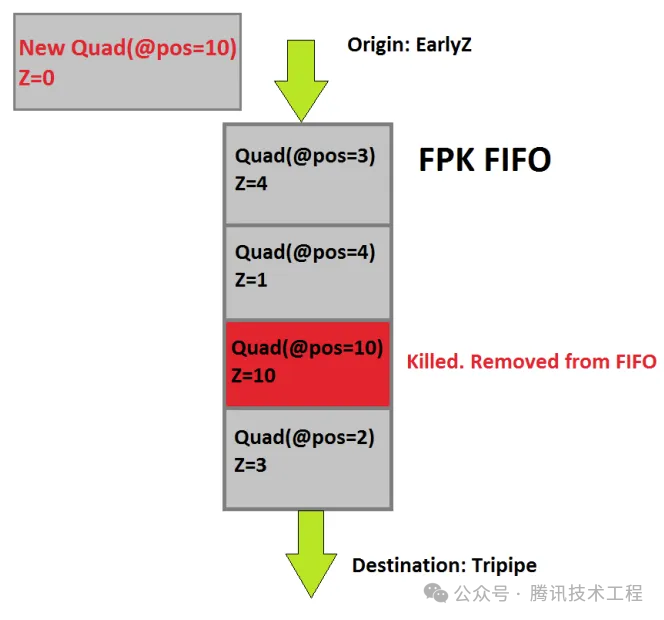 New Quad(@pos=10)
Z=0
Origin: EarlyZ
FPK FIFO
Quad(@pos=3)
Z=4
Quad(@pos=4)
Z=1
Quad(@pos=10)
Z=10
Killed. Removed from FIFO
Quad(@pos=2)
Z=3
Destination: Tripipe
公众号 · 腾讯技术工程